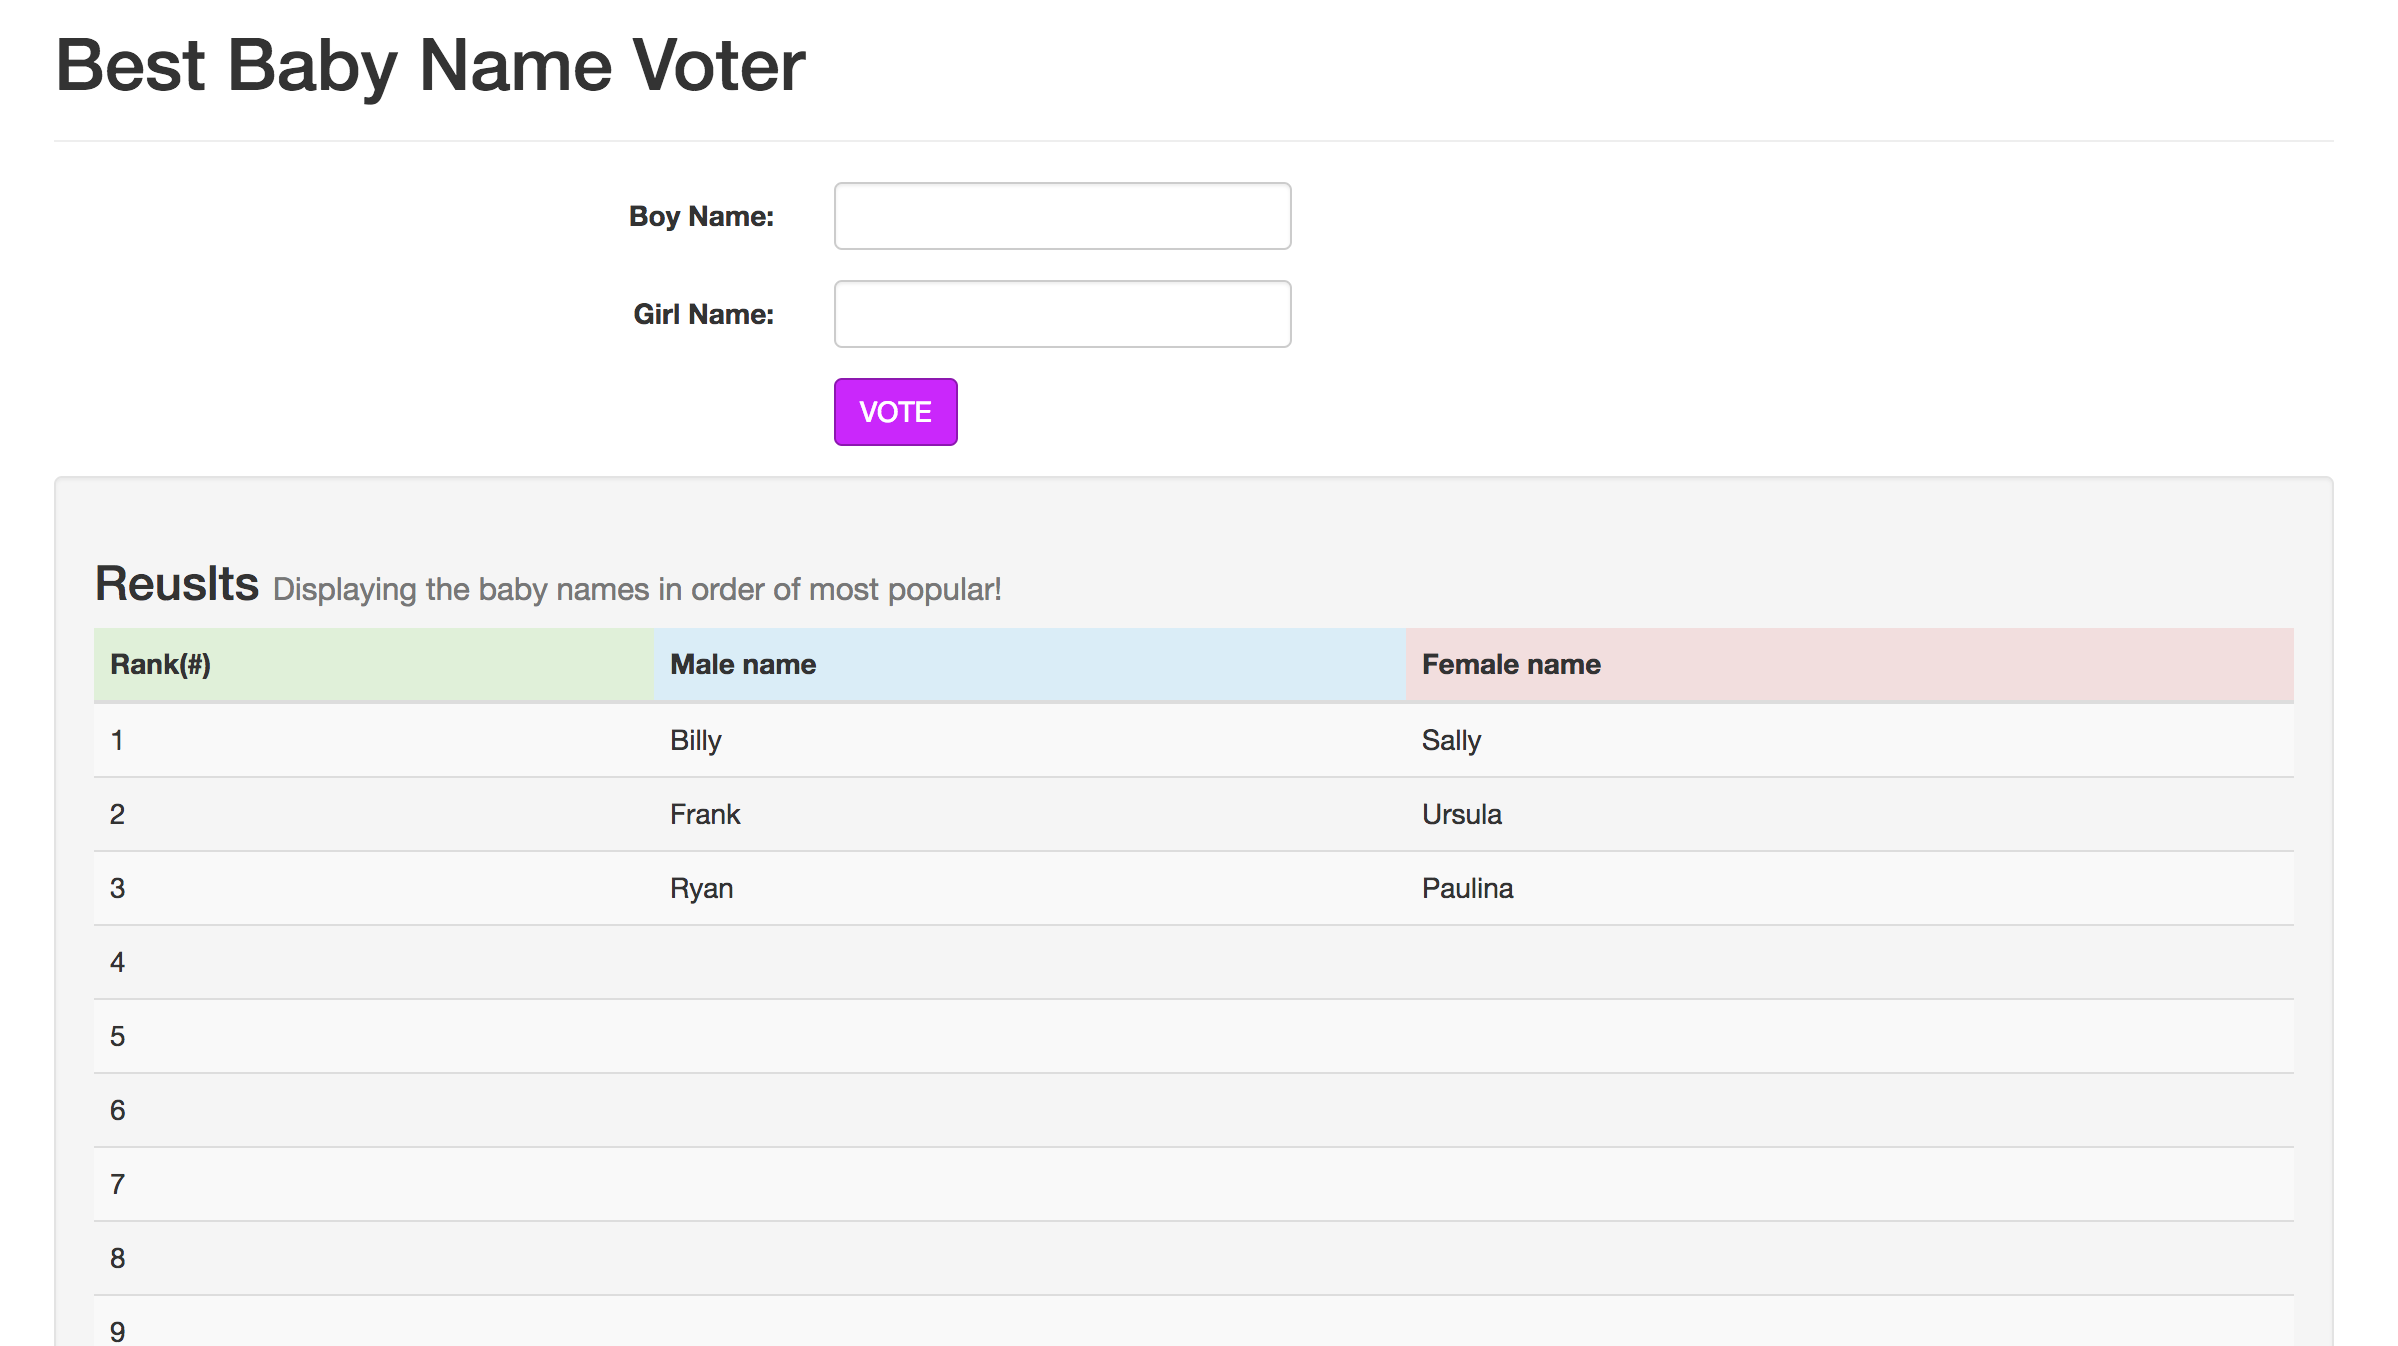 Best Baby Name Voter
Boy Name:
Girl Name:
VOTE
Reuslts Displaying the baby names in order of most popular!
Rank(#) Male name Female name
1 Billy Sally
2 Frank Ursula
3 Ryan Paulina
4
5
6
7
8
9